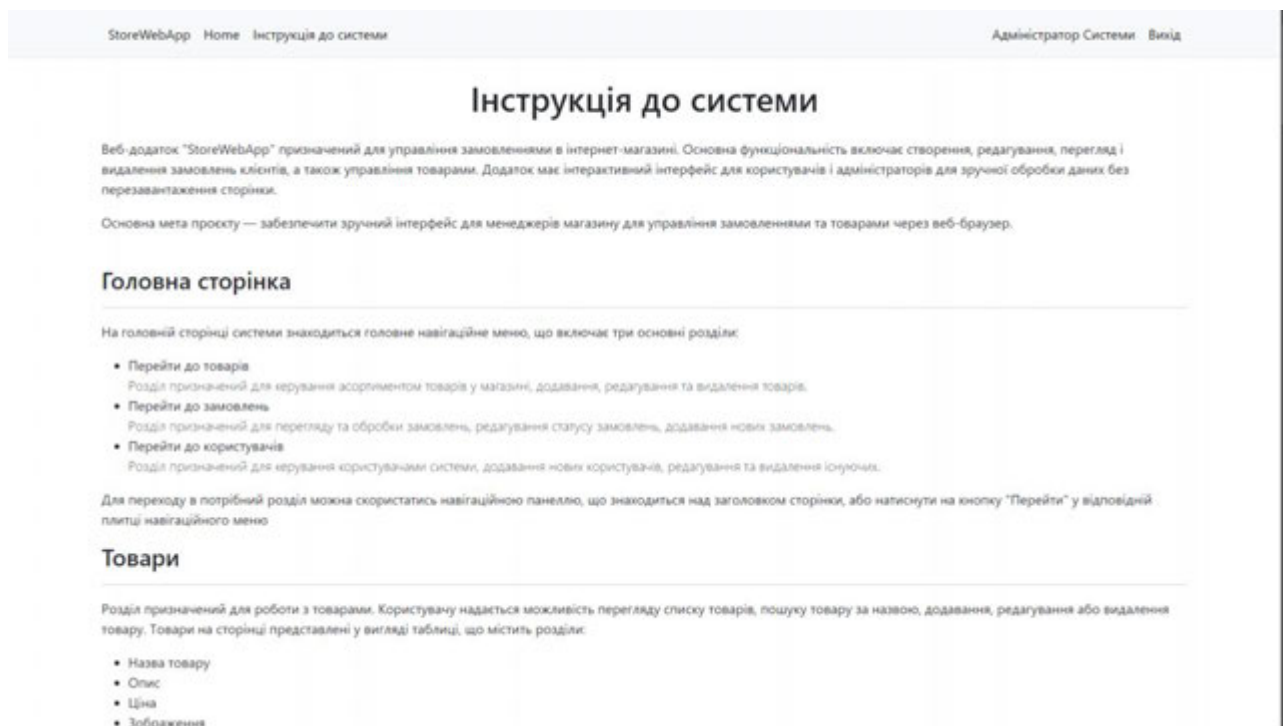 StoreWebApp Home Інструкція до системи Адміністратор Системи Вихід
Інструкція до системи
Веб-додаток "StoreWebApp" призначений для управління замовленнями в інтернет-магазині. Основна функціональність включає створення, редагування, перегляд і
видалення замовлень клієнтів, а також управління товарами. Додаток має інтерактивний інтерфейс для користувачів і адміністраторів для зручної обробки даних без
перезавантаження сторінки.
Основна мета проєкту — забезпечити зручний інтерфейс для менеджерів магазину для управління замовленнями та товарами через веб-браузер.
Головна сторінка
На головній сторінці системи знаходиться головне навігаційне меню, що включає три основні розділи:
• Перейти до товарів
Розділ призначений для керування асортиментом товарів у магазині, додавання, редагування та видалення товарів.
• Перейти до замовлень
Розділ призначений для перегляду та обробки замовлень, редагування статусу замовлень, додавання нових замовлень.
• Перейти до користувачів
Розділ призначений для керування користувачами системи, додавання нових користувачів, редагування та видалення існуючих.
Для переходу в потрібний розділ можна скористатись навігаційною панеллю, що знаходиться над заголовком сторінки, або натиснути на кнопку "Перейти" у відповідній
плитці навігаційного меню
Товари
Розділ призначений для роботи з товарами. Користувачу надається можливість перегляду списку товарів, пошуку товару за назвою, додавання, редагування або видалення
товару. Товари на сторінці представлені у вигляді таблиці, що містить розділи:
• Назва товару
• Опис
• Ціна
• Зображення